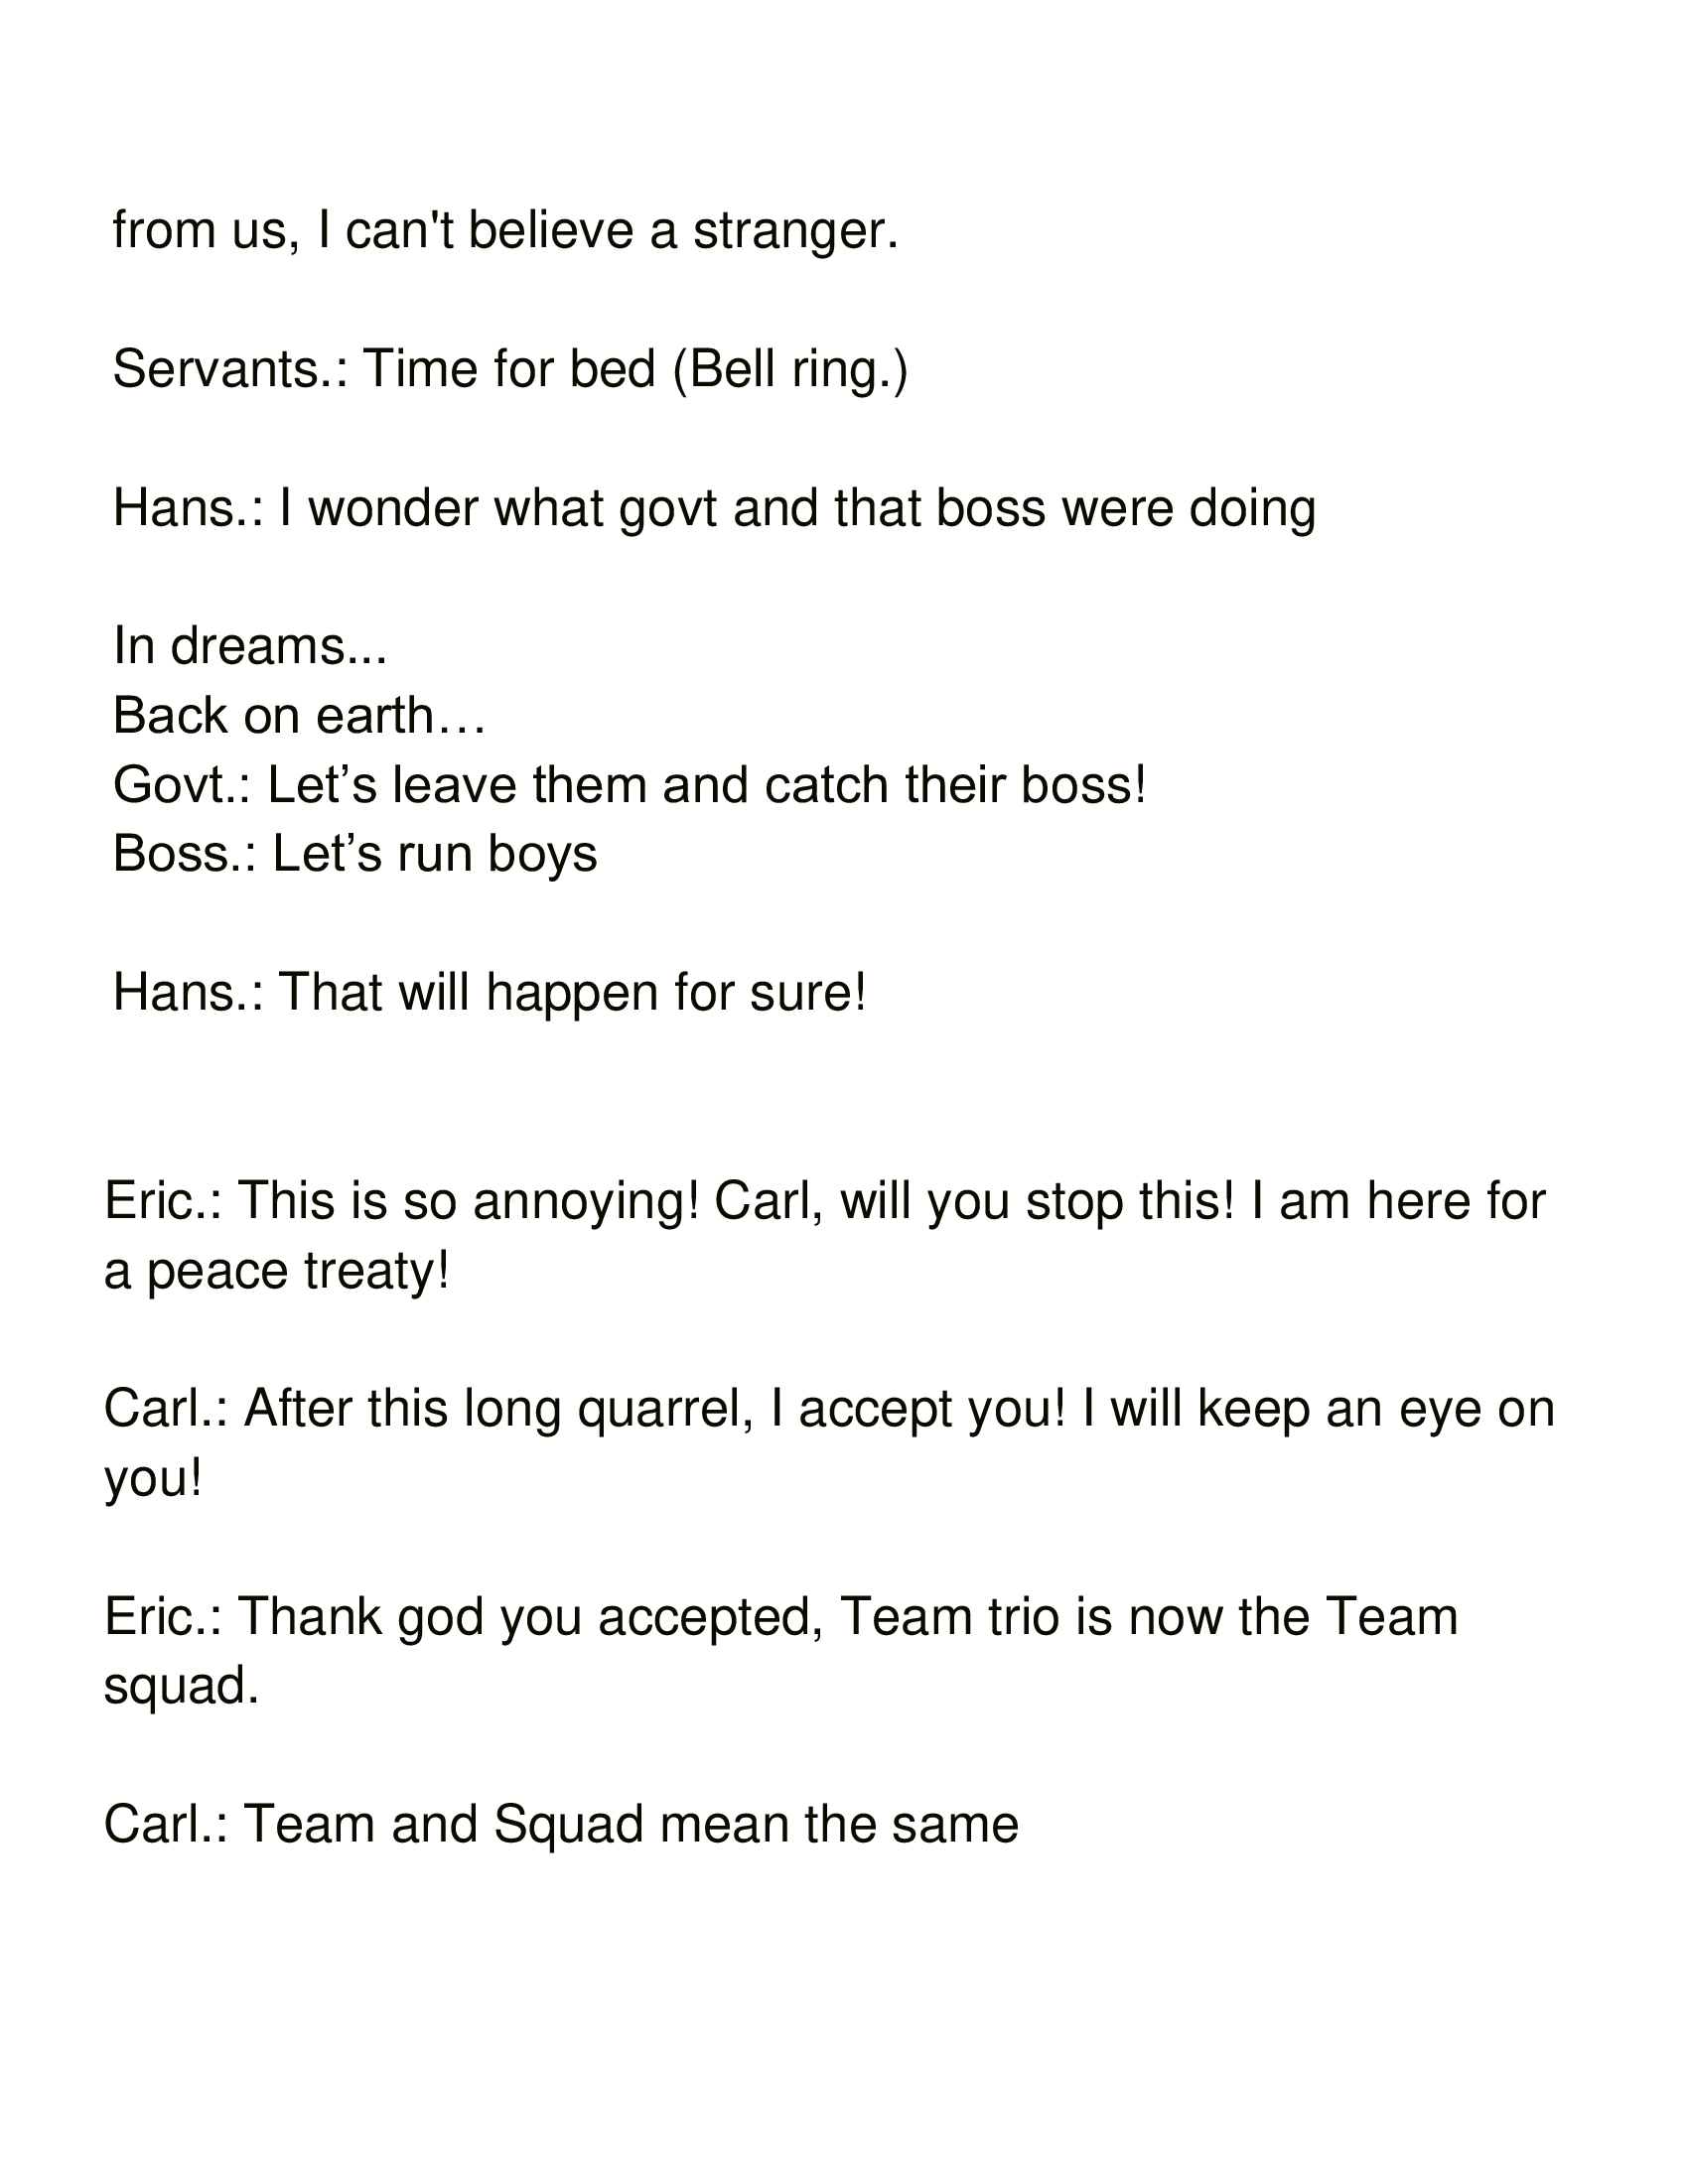 from us, I can't believe a stranger.
Servants.: Time for bed (Bell ring.)
Hans.: I wonder what govt and that boss were doing
In dreams...
Back on earth…
Govt.: Let’s leave them and catch their boss!
Boss.: Let’s run boys
Hans.: That will happen for sure!
Eric.: This is so annoying! Carl, will you stop this! I am here for
a peace treaty!
Carl.: After this long quarrel, I accept you! I will keep an eye on
you!
Eric.: Thank god you accepted, Team trio is now the Team
squad.
Carl.: Team and Squad mean the same